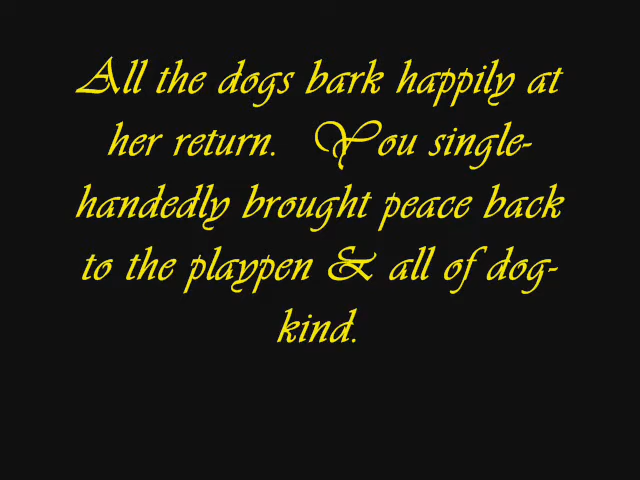 All the dogs bark happily at
her return.  You single-
handedly brought peace back
to the playpen & all of dog-
kind.